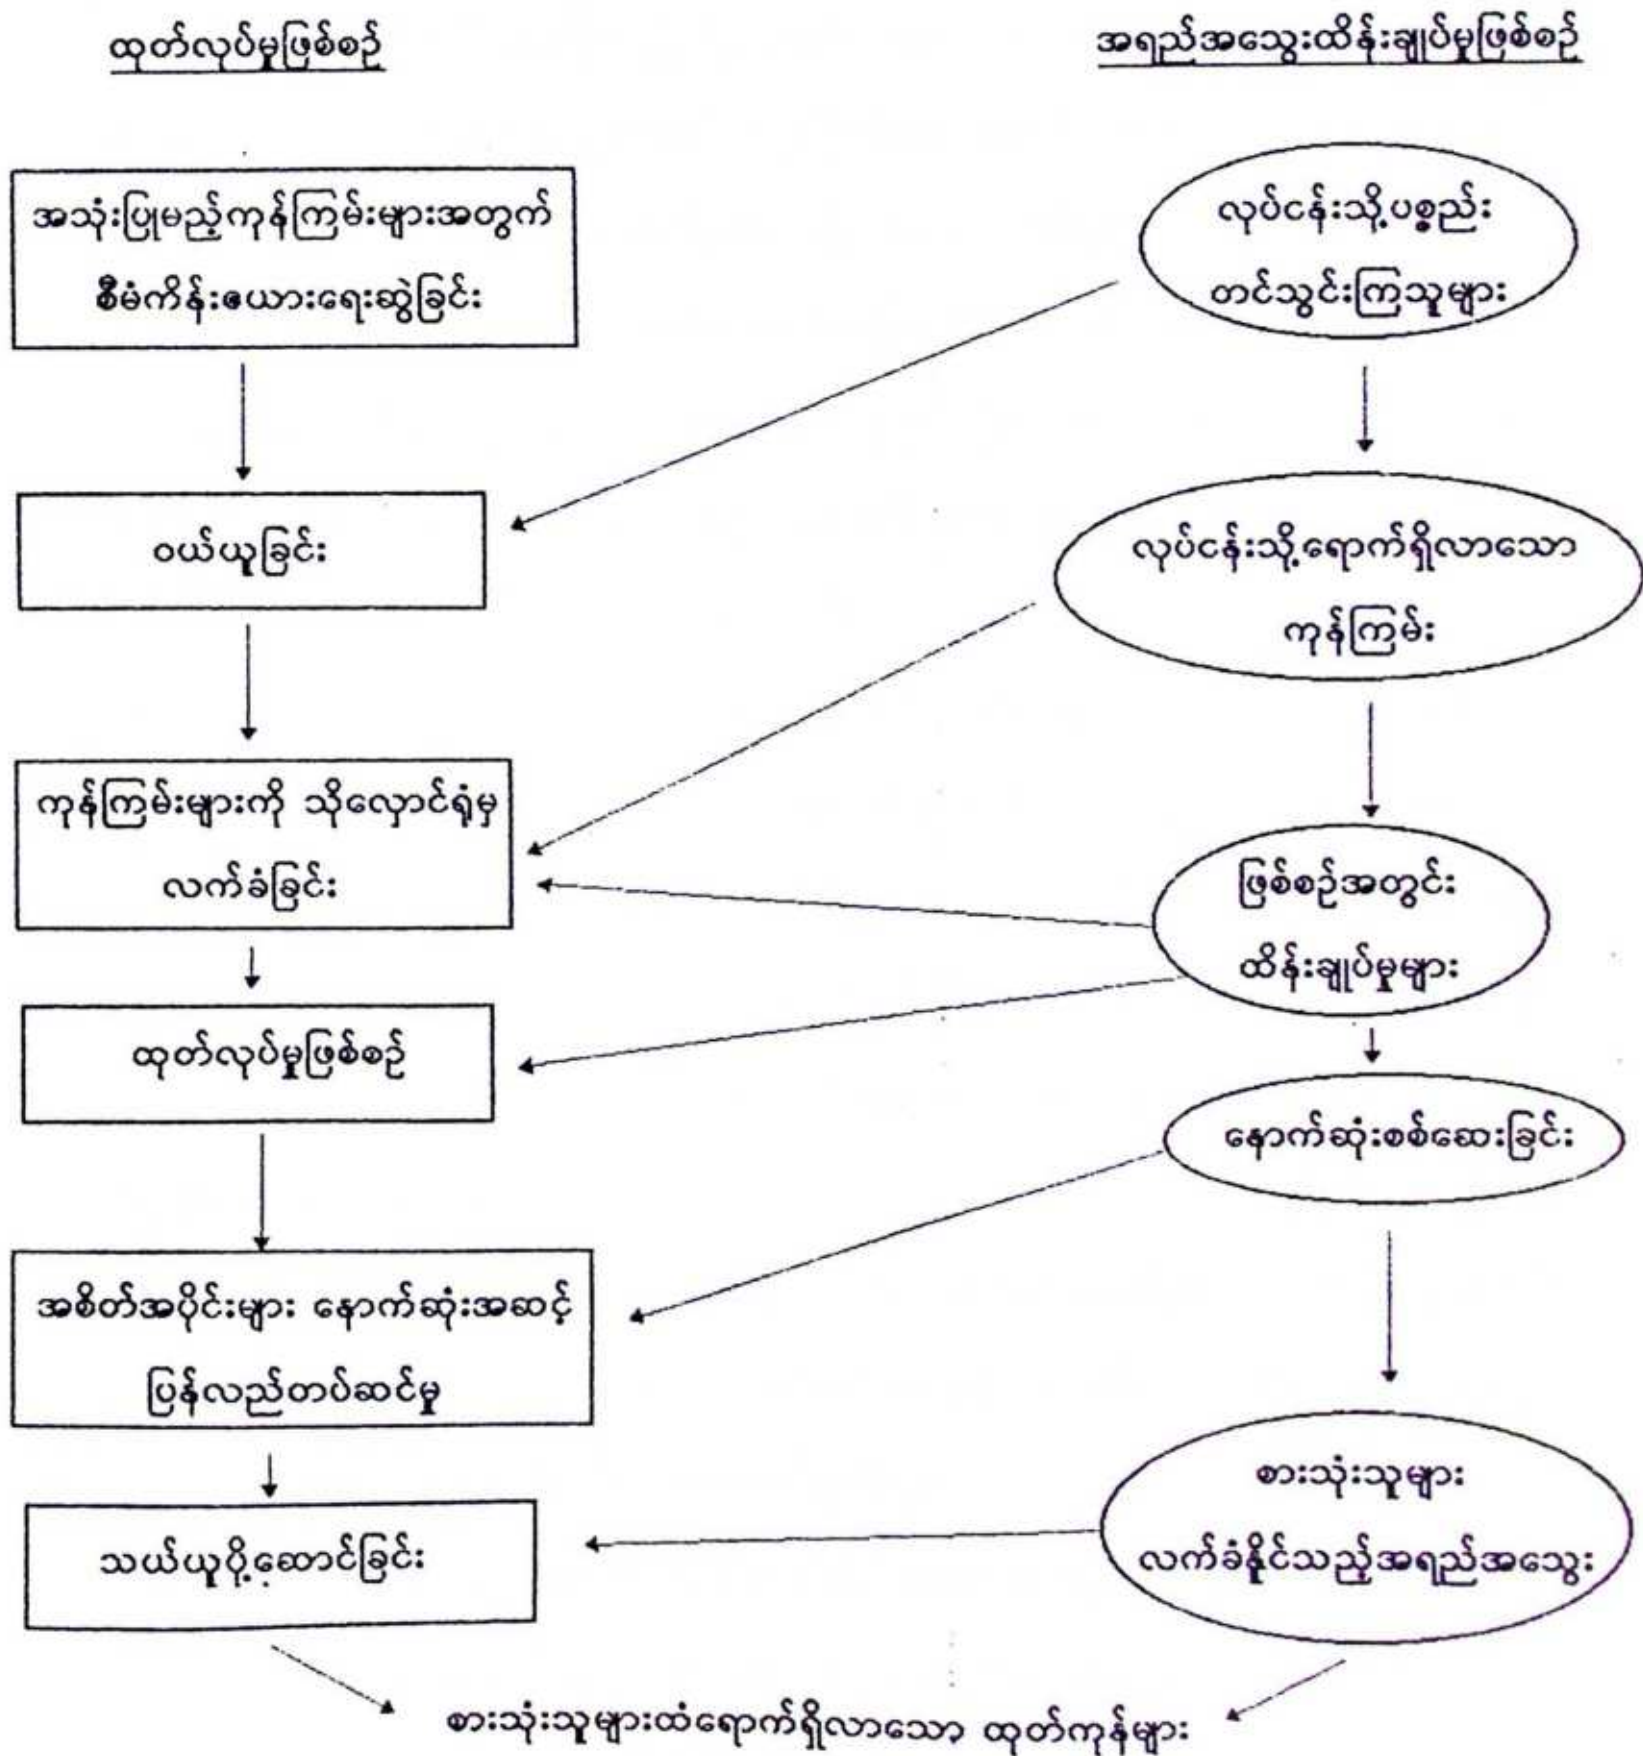 ထုတ်လုပ်မှုဖြစ်စဉ်
အရည်အသွေးထိန်းချုပ်မှုဖြစ်စဉ်
အသုံးပြုမည့်ကုန်ကြမ်းများအတွက်
စီမံကိန်းဇယားရေးဆွဲခြင်း
ဝယ်ယူခြင်း
ကုန်ကြမ်းများကို သိုလှောင်ရုံမှ
လက်ခံခြင်း
ထုတ်လုပ်မှုဖြစ်စဉ်
အစိတ်အပိုင်းများ နောက်ဆုံးအဆင့်
ပြန်လည်တပ်ဆင်မှု
သယ်ယူပို့ဆောင်ခြင်း
လုပ်ငန်းသို့ပစ္စည်း
တင်သွင်းကြသူများ
လုပ်ငန်းသို့ရောက်ရှိလာသော
ကုန်ကြမ်း
ဖြစ်စဉ်အတွင်း
ထိန်းချုပ်မှုများ
နောက်ဆုံးစစ်ဆေးခြင်း
စားသုံးသူများ
လက်ခံနိုင်သည့်အရည်အသွေး
စားသုံးသူများထံရောက်ရှိလာသော ထုတ်ကုန်များ